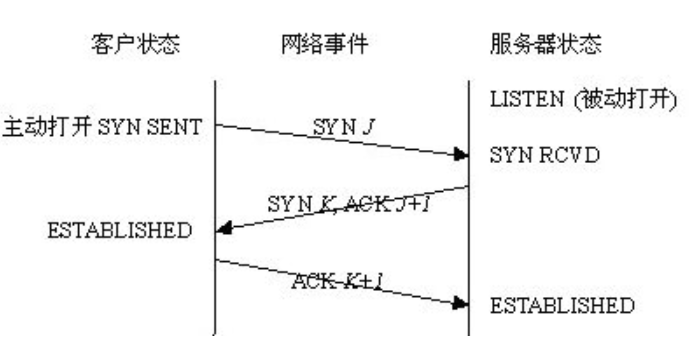 客户状态 网络事件 服务器状态
LISTEN (被动打开)
主动打开 SYN SENT SYN J
SYN RCVD
SYN K, ACK J+1
ESTABLISHED
ACK K+1
ESTABLISHED